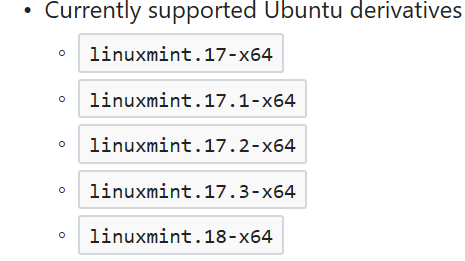 Currently supported Ubuntu derivatives
linuxmint.17-x64
linuxmint.17.1-x64
linuxmint.17.2-x64
linuxmint.17.3-x64
linuxmint.18-x64